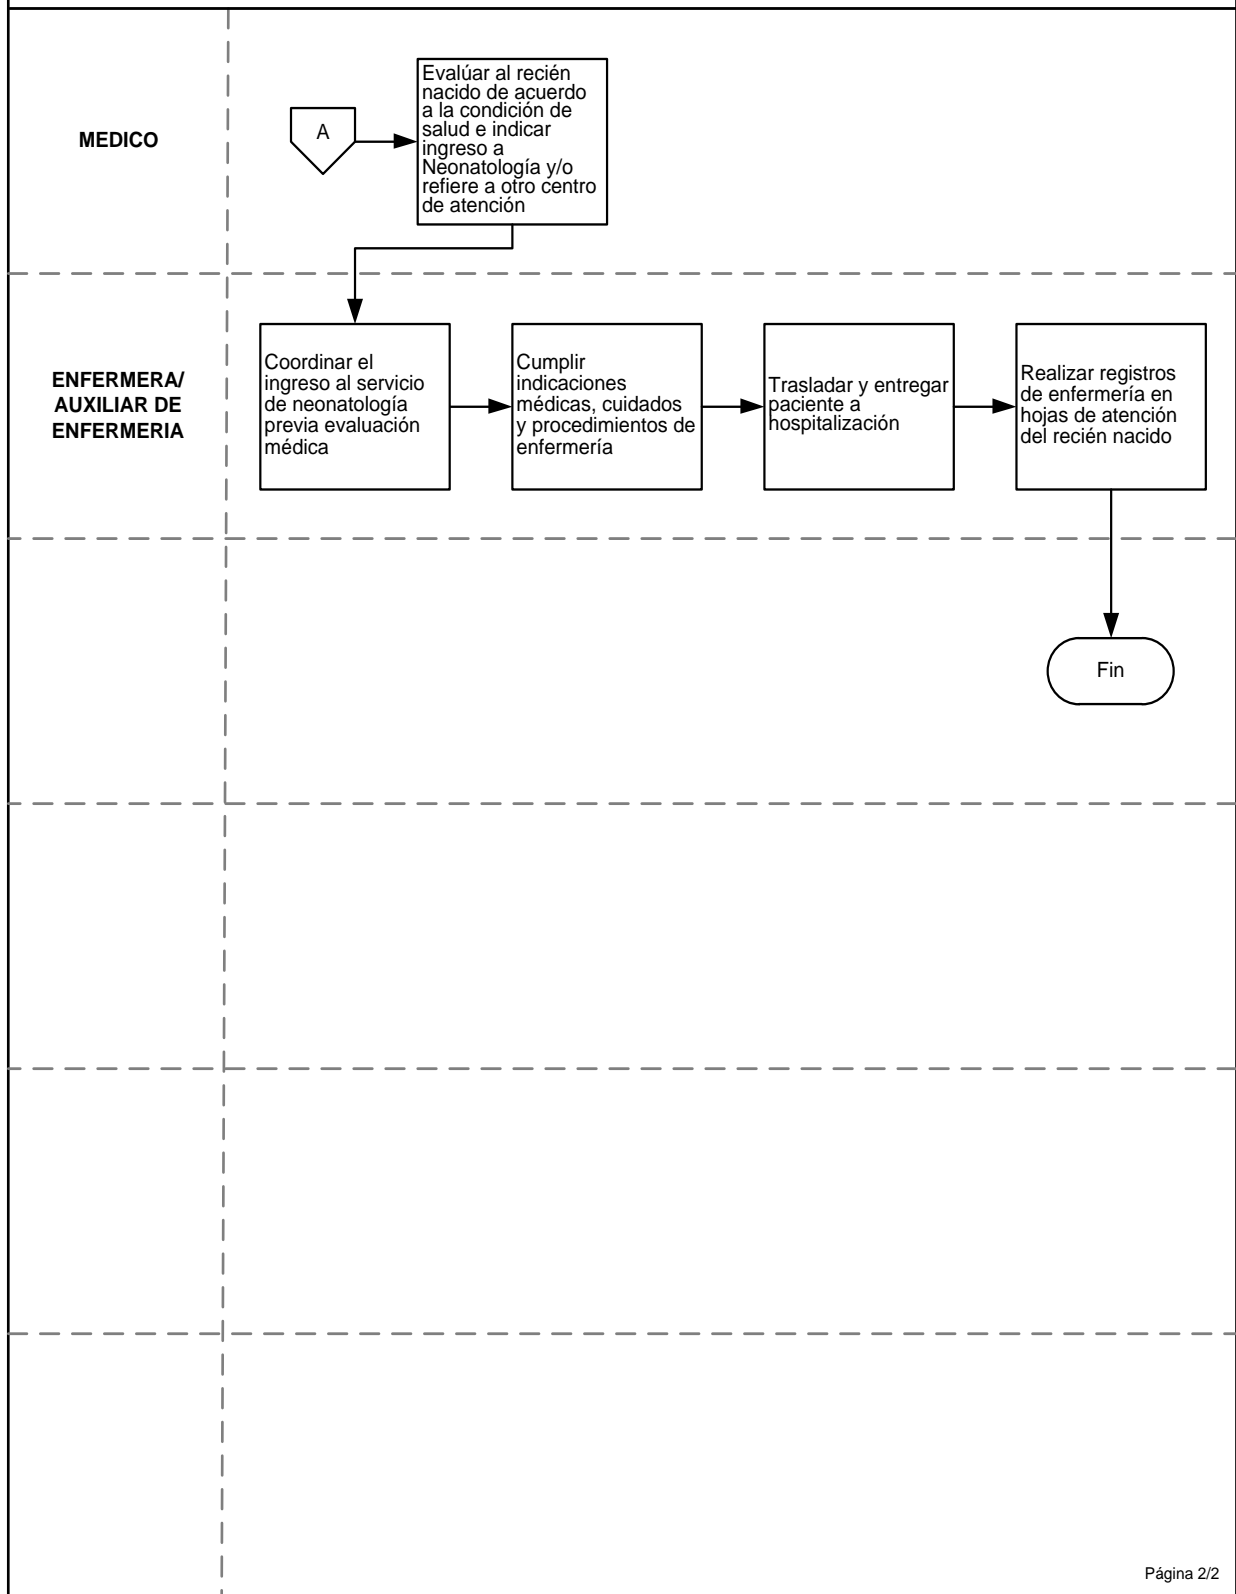 MEDICO
A
Evalúar al recién
nacido de acuerdo
a la condición de
salud e indicar
ingreso a
Neonatología y/o
refiere a otro centro
de atención
ENFERMERA/
AUXILIAR DE
ENFERMERIA
Coordinar el
ingreso al servicio
de neonatología
previa evaluación
médica
Cumplir
indicaciones
médicas, cuidados
y procedimientos de
enfermería
Trasladar y entregar
paciente a
hospitalización
Realizar registros
de enfermería en
hojas de atención
del recién nacido
Fin
Página 2/2